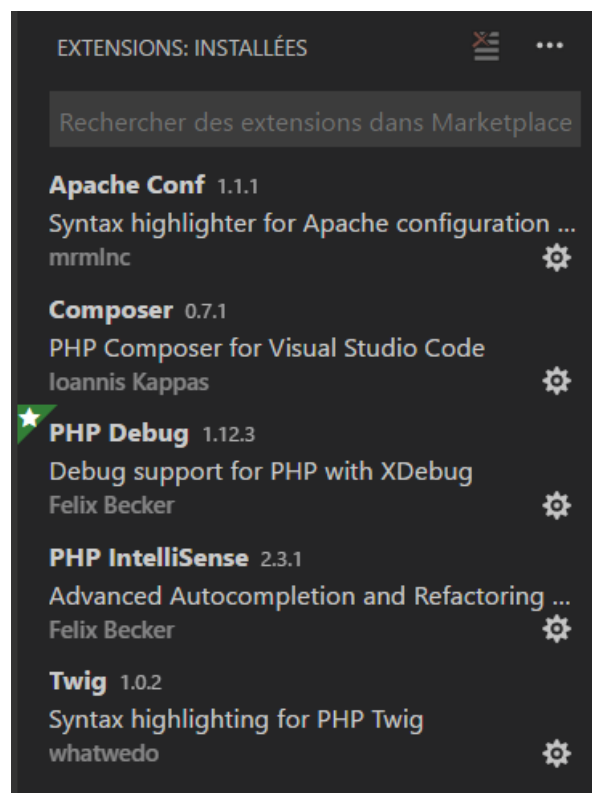 EXTENSIONS: INSTALLÉES
Rechercher des extensions dans Marketplace
Apache Conf 1.1.1
Syntax highlighter for Apache configuration ...
mrmlnc
Composer 0.7.1
PHP Composer for Visual Studio Code
Ioannis Kappas
PHP Debug 1.12.3
Debug support for PHP with XDebug
Felix Becker
PHP IntelliSense 2.3.1
Advanced Autocompletion and Refactoring ...
Felix Becker
Twig 1.0.2
Syntax highlighting for PHP Twig
whatwedo